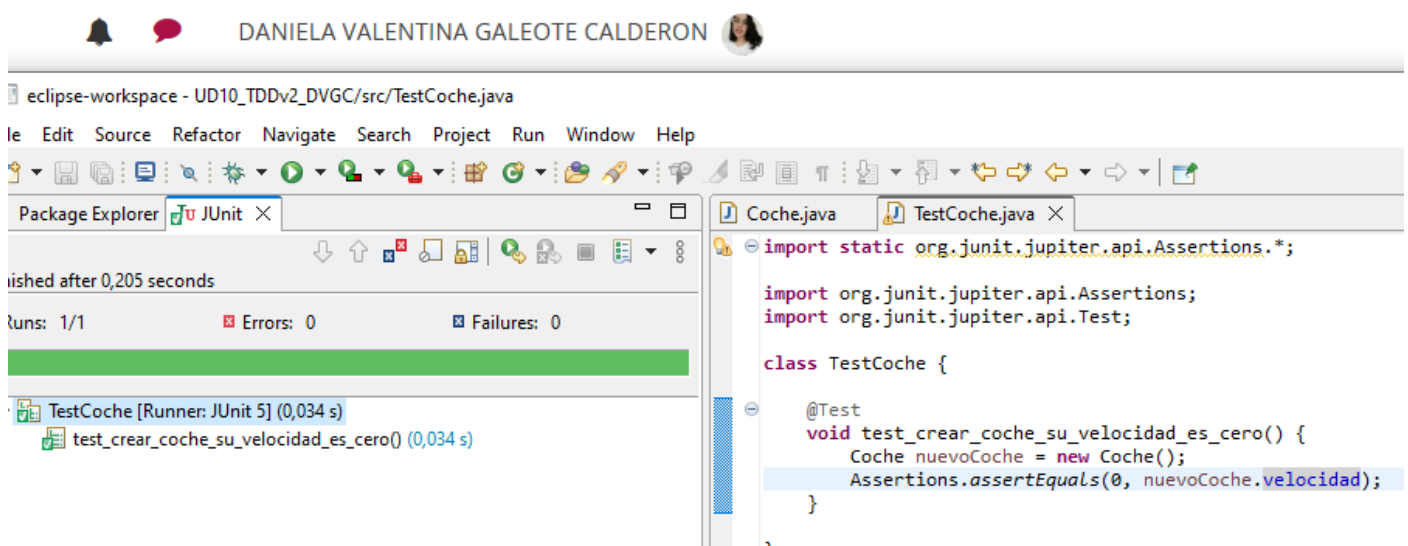 DANIELA VALENTINA GALEOTE CALDERON
eclipse-workspace - UD10_TDDv2_DVGC/src/TestCoche.java
le Edit Source Refactor Navigate Search Project Run Window Help
Package Explorer JUnit
ished after 0,205 seconds
Runs: 1/1 Errors: 0 Failures: 0
TestCoche [Runner: JUnit 5] (0,034 s)
test_crear_coche_su_velocidad_es_cero() (0,034 s)
Coche.java TestCoche.java
import static org.junit.jupiter.api.Assertions.*;
import org.junit.jupiter.api.Assertions;
import org.junit.jupiter.api.Test;
class TestCoche {
@Test
void test_crear_coche_su_velocidad_es_cero() {
Coche nuevoCoche = new Coche();
Assertions.assertEquals(0, nuevoCoche.velocidad);
}